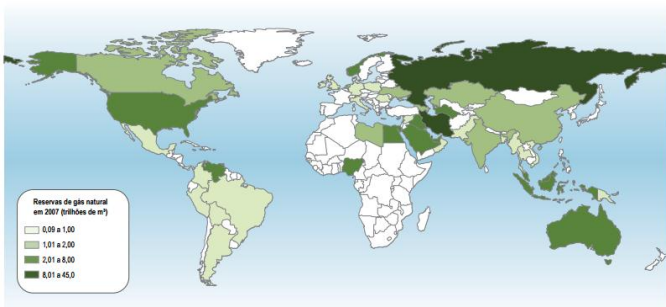 Reservas de gás natural
em 2007 (trilhões de m³)
0,09 a 1,00
1,01 a 2,00
2,01 a 8,00
8,01 a 45,0